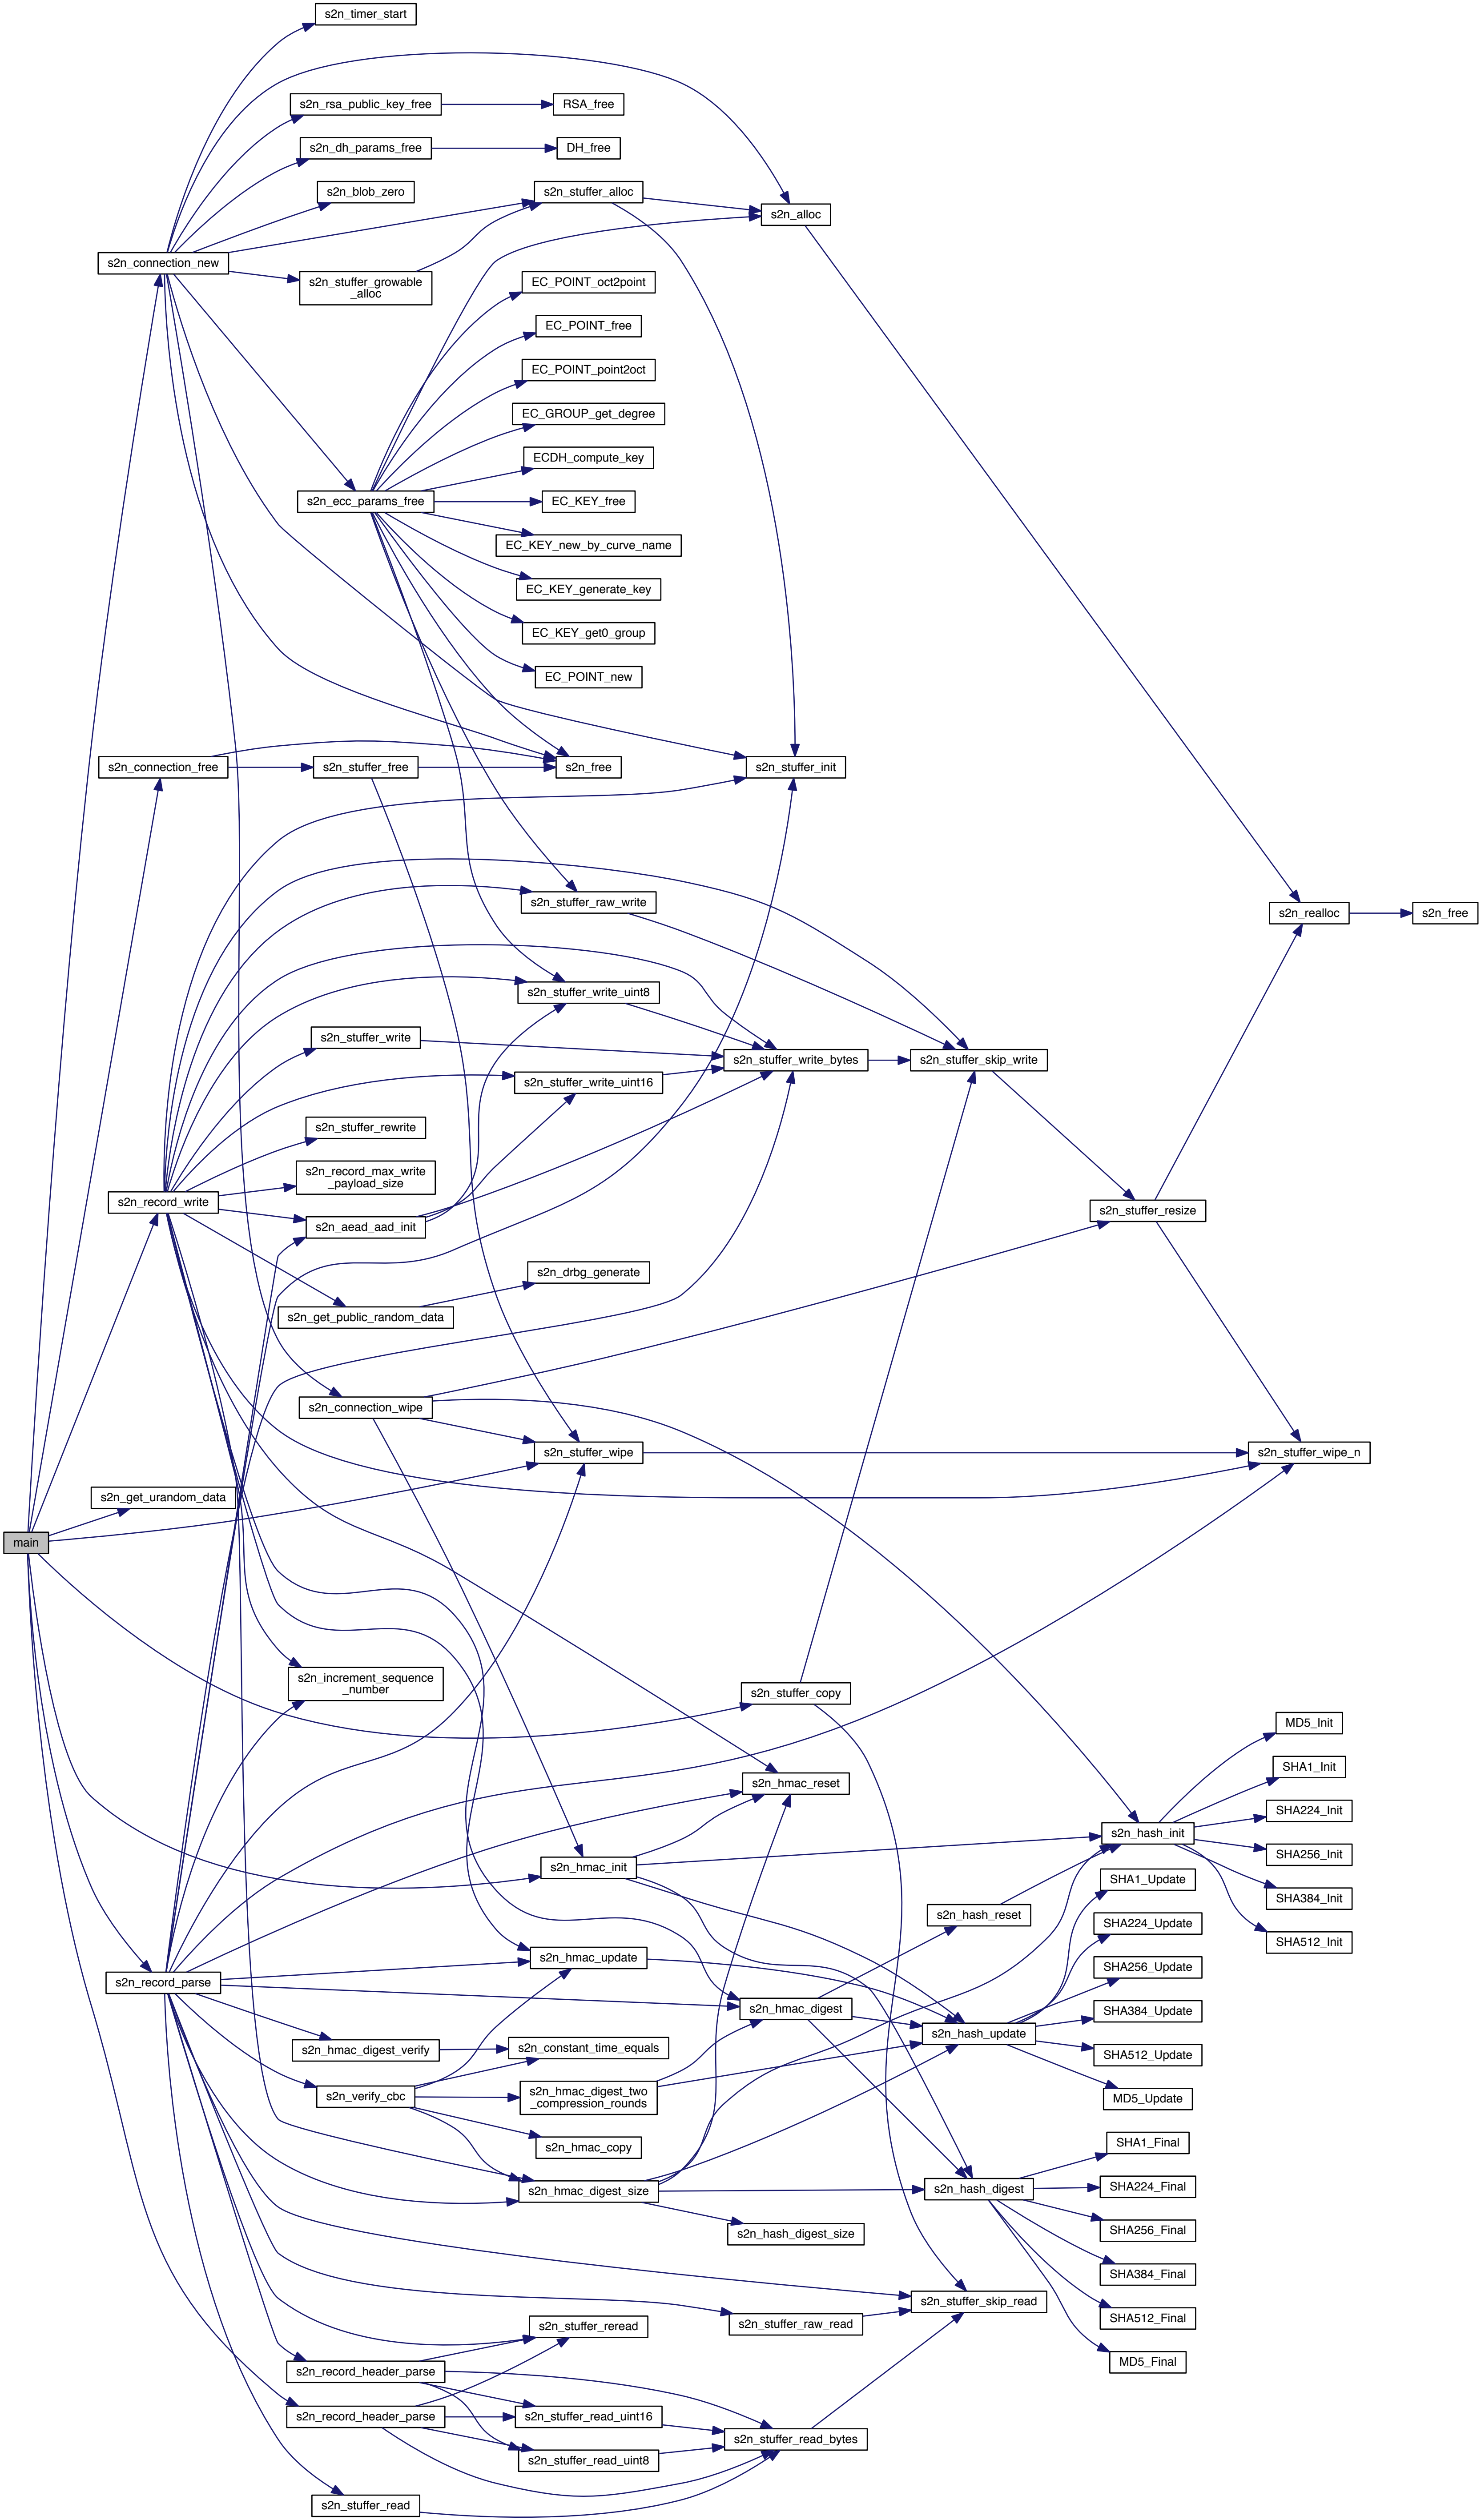 s2n_timer_start
s2n_rsa_public_key_free
RSA_free
s2n_dh_params_free
DH_free
s2n_blob_zero
s2n_stuffer_alloc
s2n_alloc
s2n_connection_new
s2n_stuffer_growable
_alloc
EC_POINT_oct2point
EC_POINT_free
EC_POINT_point2oct
EC_GROUP_get_degree
ECDH_compute_key
s2n_ecc_params_free
EC_KEY_free
EC_KEY_new_by_curve_name
EC_KEY_generate_key
EC_KEY_get0_group
EC_POINT_new
s2n_connection_free
s2n_stuffer_free
s2n_free
s2n_stuffer_init
s2n_stuffer_raw_write
s2n_realloc
s2n_free
s2n_stuffer_write_uint8
s2n_stuffer_write
s2n_stuffer_write_bytes
s2n_stuffer_skip_write
s2n_stuffer_write_uint16
s2n_stuffer_rewrite
s2n_record_max_write
_payload_size
s2n_record_write
s2n_stuffer_resize
s2n_aead_aad_init
s2n_drbg_generate
s2n_get_public_random_data
s2n_connection_wipe
s2n_stuffer_wipe
s2n_stuffer_wipe_n
s2n_get_urandom_data
main
s2n_increment_sequence
_number
s2n_stuffer_copy
MD5_Init
SHA1_Init
s2n_hmac_reset
SHA224_Init
s2n_hash_init
SHA256_Init
s2n_hmac_init
SHA1_Update
SHA384_Init
s2n_hash_reset
SHA224_Update
SHA512_Init
s2n_hmac_update
SHA256_Update
s2n_record_parse
s2n_hmac_digest
SHA384_Update
s2n_hash_update
s2n_hmac_digest_verify
s2n_constant_time_equals
SHA512_Update
s2n_verify_cbc
s2n_hmac_digest_two
_compression_rounds
MD5_Update
s2n_hmac_copy
SHA1_Final
s2n_hmac_digest_size
s2n_hash_digest
SHA224_Final
s2n_hash_digest_size
SHA256_Final
SHA384_Final
s2n_stuffer_skip_read
s2n_stuffer_raw_read
SHA512_Final
s2n_stuffer_reread
MD5_Final
s2n_record_header_parse
s2n_record_header_parse
s2n_stuffer_read_uint16
s2n_stuffer_read_bytes
s2n_stuffer_read_uint8
s2n_stuffer_read